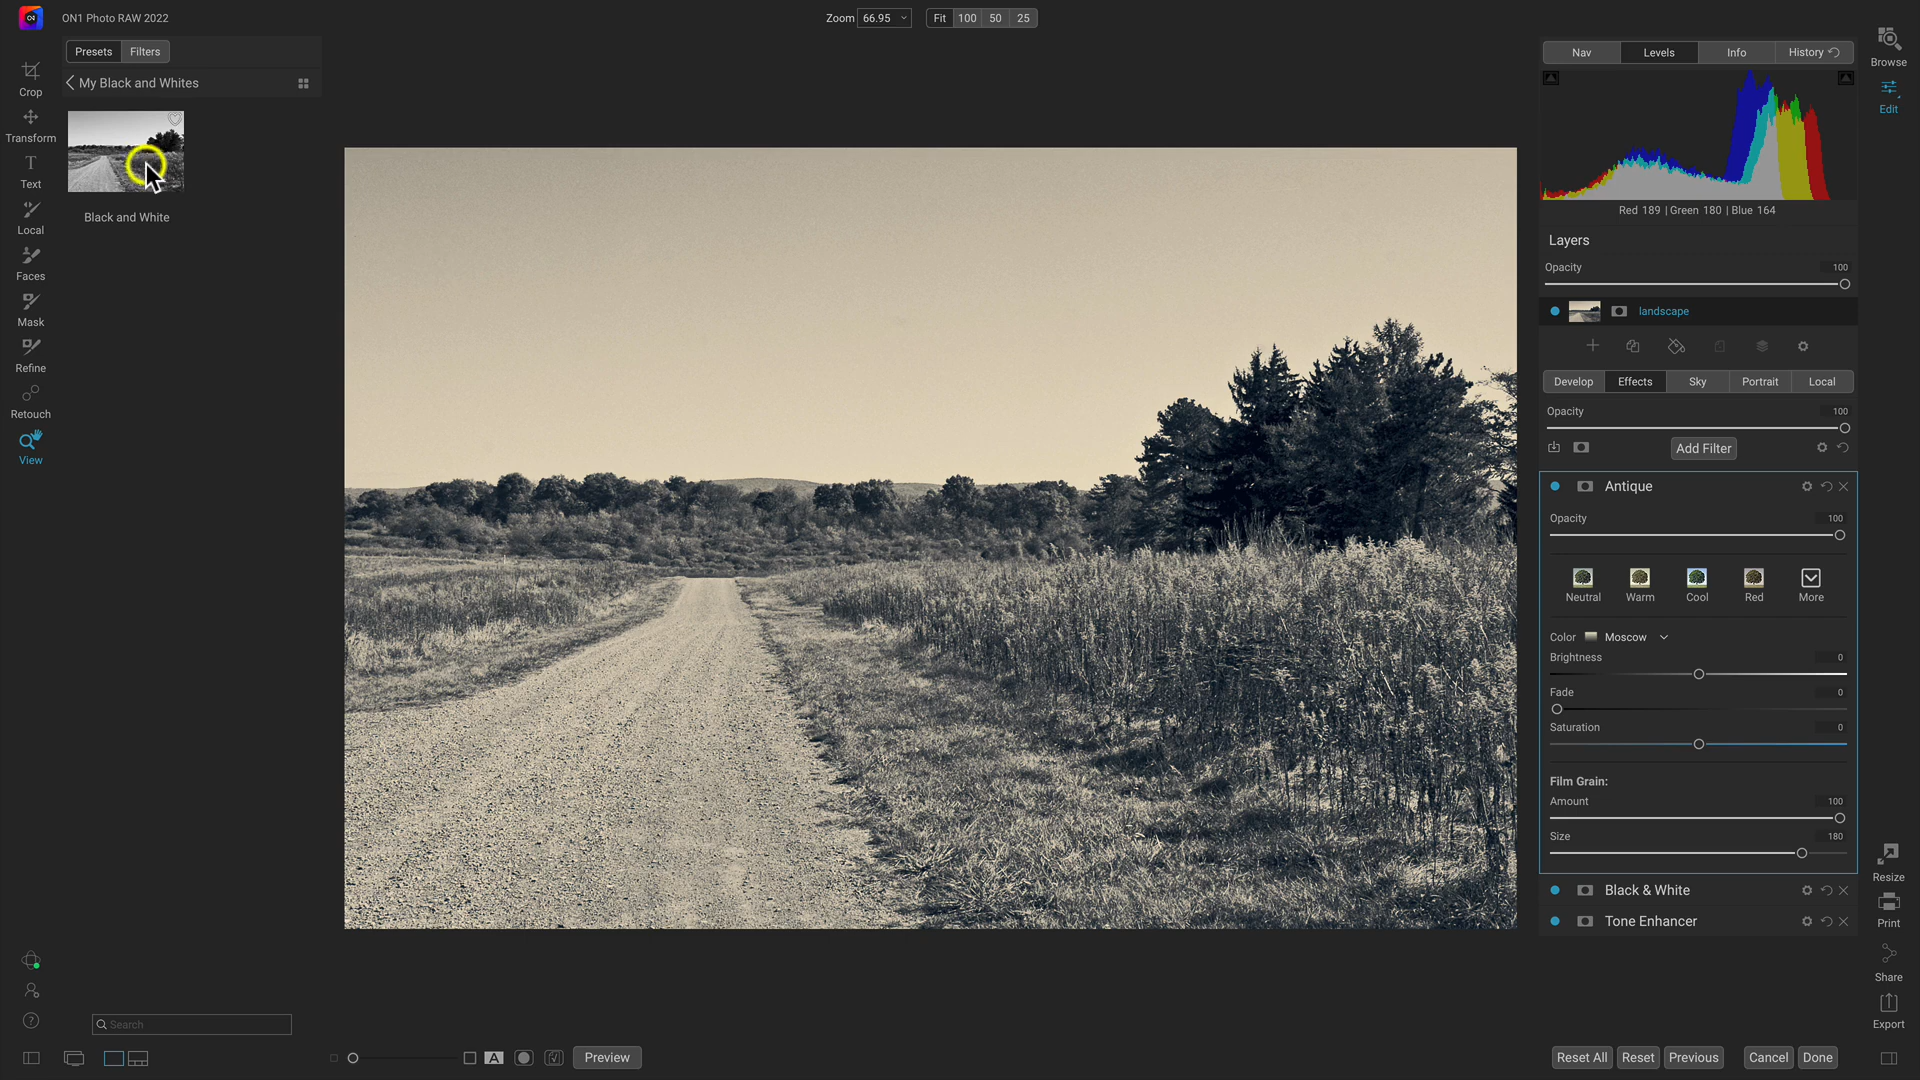 ON1 Photo RAW 2022
Zoom 66.95 Fit 100 50 25
Presets Filters
My Black and Whites
Black and White
Crop
Transform
Text
Local
Faces
Mask
Refine
Retouch
View
Search
A Preview
Nav Levels Info History
Red 189 | Green 180 | Blue 164
Layers
Opacity 100
landscape
Develop Effects Sky Portrait Local
Opacity 100
Add Filter
Antique
Opacity 100
Neutral Warm Cool Red More
Color Moscow
Brightness 0
Fade 0
Saturation 0
Film Grain:
Amount 100
Size 180
Black & White
Tone Enhancer
Reset All Reset Previous Cancel Done
Browse
Edit
Resize
Print
Share
Export